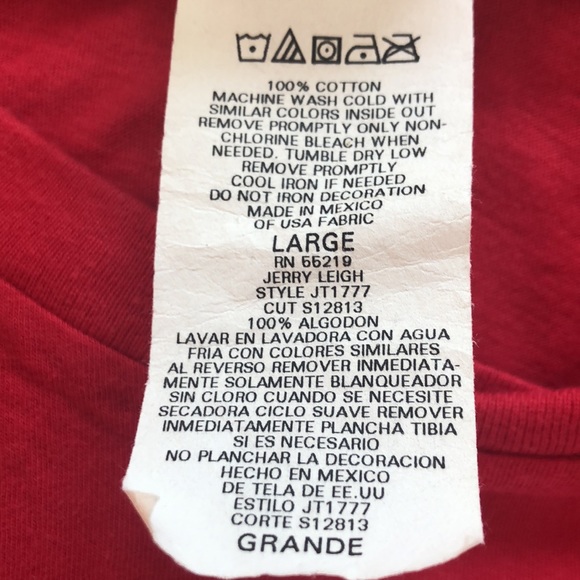 100% COTTON
MACHINE WASH COLD WITH
SIMILAR COLORS INSIDE OUT
REMOVE PROMPTLY ONLY NON-
CHLORINE BLEACH WHEN
NEEDED. TUMBLE DRY LOW
REMOVE PROMPTLY
COOL IRON IF NEEDED
DO NOT IRON DECORATION
MADE IN MEXICO
OF USA FABRIC
LARGE
RN 55219
JERRY LEIGH
STYLE JT1777
CUT S12813
100% ALGODON
LAVAR EN LAVADORA CON AGUA
FRIA CON COLORES SIMILARES
AL REVERSO REMOVER INMEDIATA-
MENTE SOLAMENTE BLANQUEADOR
SIN CLORO CUANDO SE NECESITE
SECADORA CICLO SUAVE REMOVER
INMEDIATAMENTE PLANCHA TIBIA
SI ES NECESARIO
NO PLANCHAR LA DECORACION
HECHO EN MEXICO
DE TELA DE EE.UU
ESTILO JT1777
CORTE S12813
GRANDE